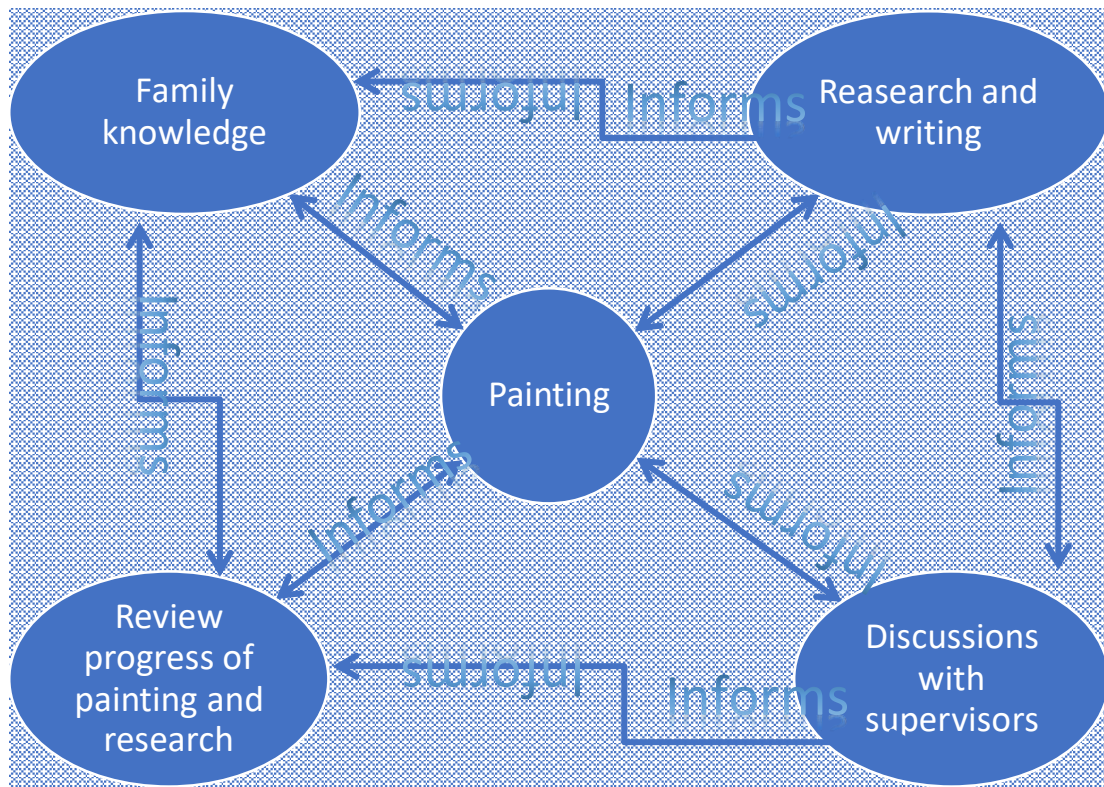 Family
knowledge
Informs
Informs
Reasearch and
writing
Informs
Informs
Informs
Informs
Painting
Informs
Informs
Review
progress of
painting and
research
Informs
Informs
Discussions
with
supervisors